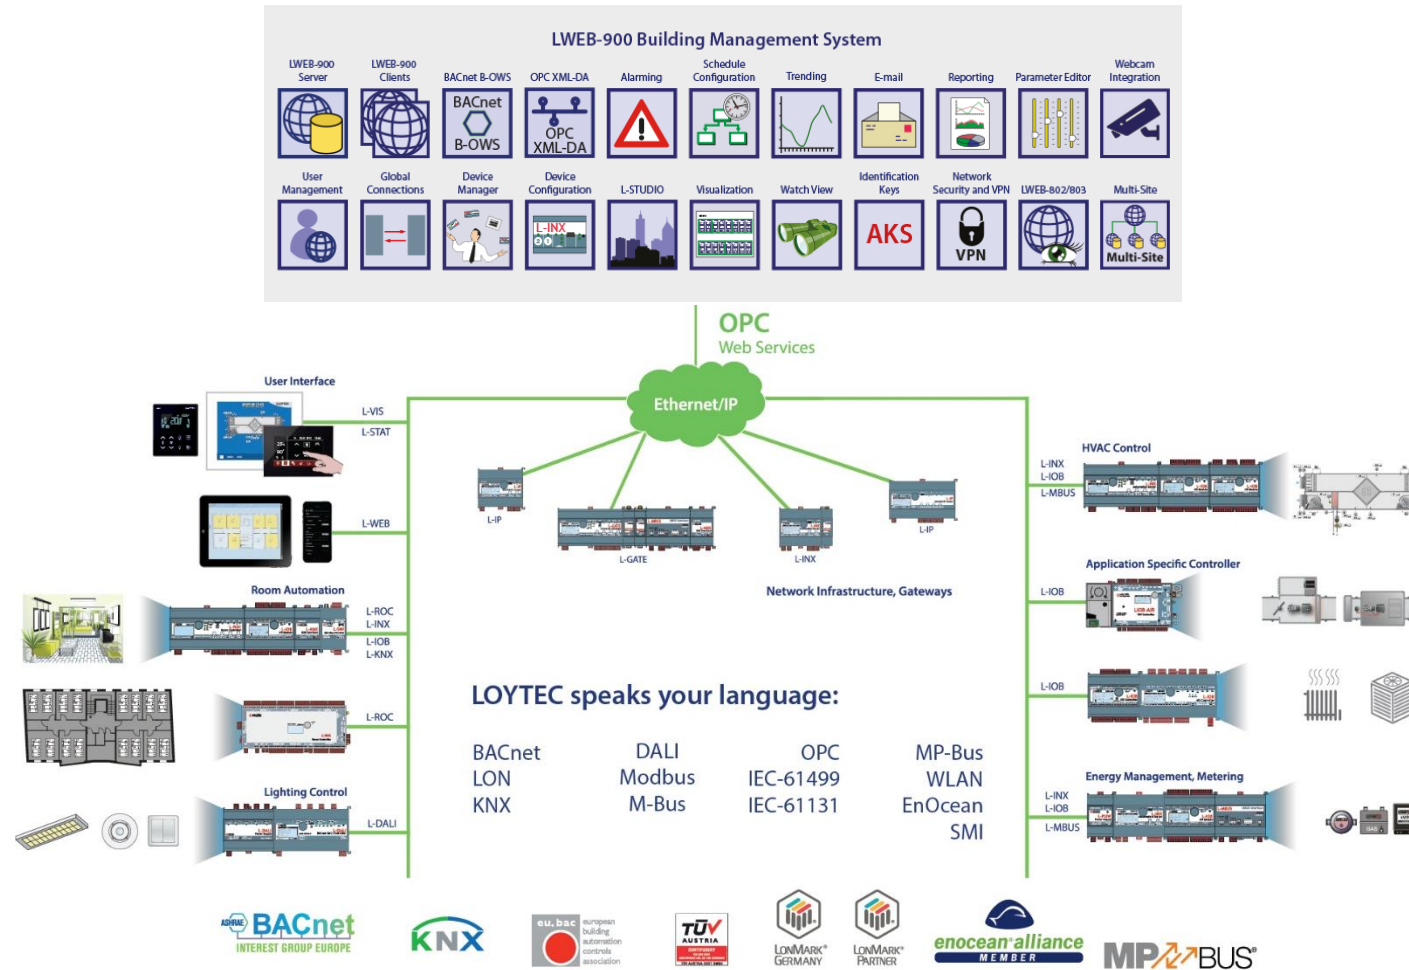 LWEB-900 Building Management System
LWEB-900
Server
LWEB-900
Clients
BACnet B-OWS
OPC XML-DA
Alarming
Schedule
Configuration
Trending
E-mail
Reporting
Parameter Editor
Webcam
Integration
BACnet
B-OWS
OPC
XML-DA
User
Management
Global
Connections
Device
Manager
Device
Configuration
L-STUDIO
Visualization
Watch View
Identification
Keys
Network
Security and VPN
LWEB-802/803
Multi-Site
L-INX
AKS
VPN
Multi-Site
OPC
Web Services
Ethernet/IP
User Interface
L-VIS
L-STAT
L-WEB
Room Automation
L-ROC
L-INX
L-IOB
L-KNX
L-ROC
Lighting Control
L-DALI
L-IP
L-GATE
L-INX
L-IP
Network Infrastructure, Gateways
HVAC Control
L-INX
L-IOB
L-MBUS
Application Specific Controller
L-IOB
LIOB-AIR
L-IOB
Energy Management, Metering
L-INX
L-IOB
L-MBUS
LOYTEC speaks your language:
BACnet
LON
KNX
DALI
Modbus
M-Bus
OPC
IEC-61499
IEC-61131
MP-Bus
WLAN
EnOcean
SMI
ASHRAE BACnet
INTEREST GROUP EUROPE
KNX
eu.bac
european
building
automation
controls
association
TÜV
AUSTRIA
LONMARK®
GERMANY
LONMARK®
PARTNER
enocean alliance
MEMBER
MP BUS®